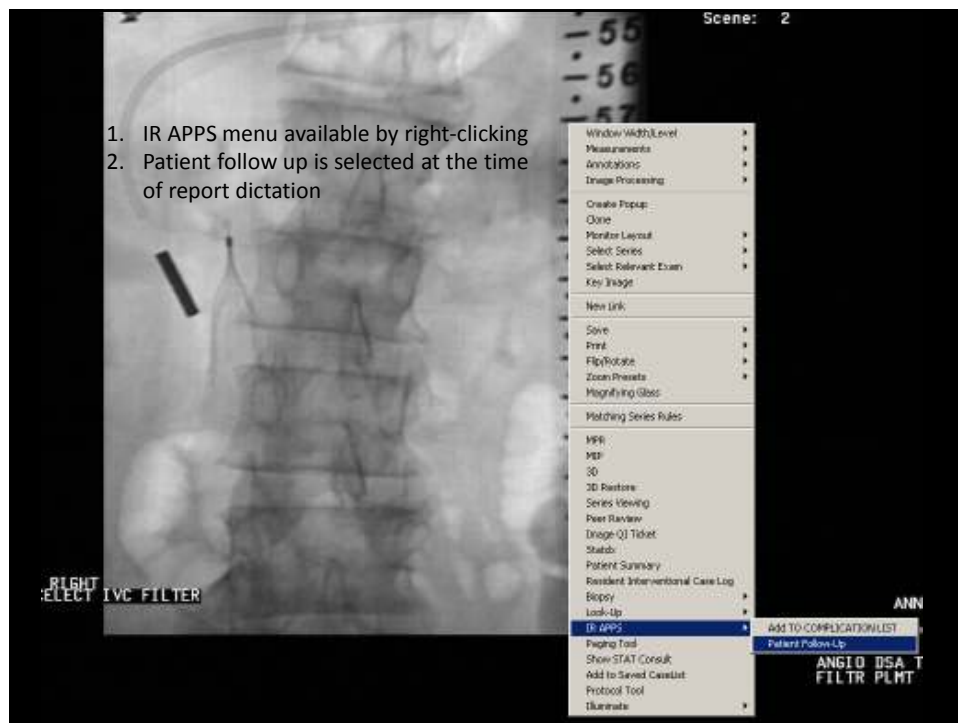 Scene: 2
55
56
57
1. IR APPS menu available by right-clicking
2. Patient follow up is selected at the time
of report dictation
Window Width/Level
Measurements
Annotations
Image Processing
Create Popup
Clone
Monitor Layout
Select Series
Select Relevant Exam
Key Image
New Link
Save
Print
Flip/Rotate
Zoom Presets
Magnifying Glass
Matching Series Rules
MPR
MIP
3D
3D Restore
Series Viewing
Peer Review
Image QI Ticket
Statdx
Patient Summary
Resident Interventional Case Log
Biopsy
Look-Up
IR APPS
Add TO COMPLICATION LIST
Patient Follow-Up
Paging Tool
Show STAT Consult
Add to Saved CaseList
Protocol Tool
Illuminate
RIGHT
ELECT IVC FILTER
ANN
ANGIO DSA T
FILTR PLMT